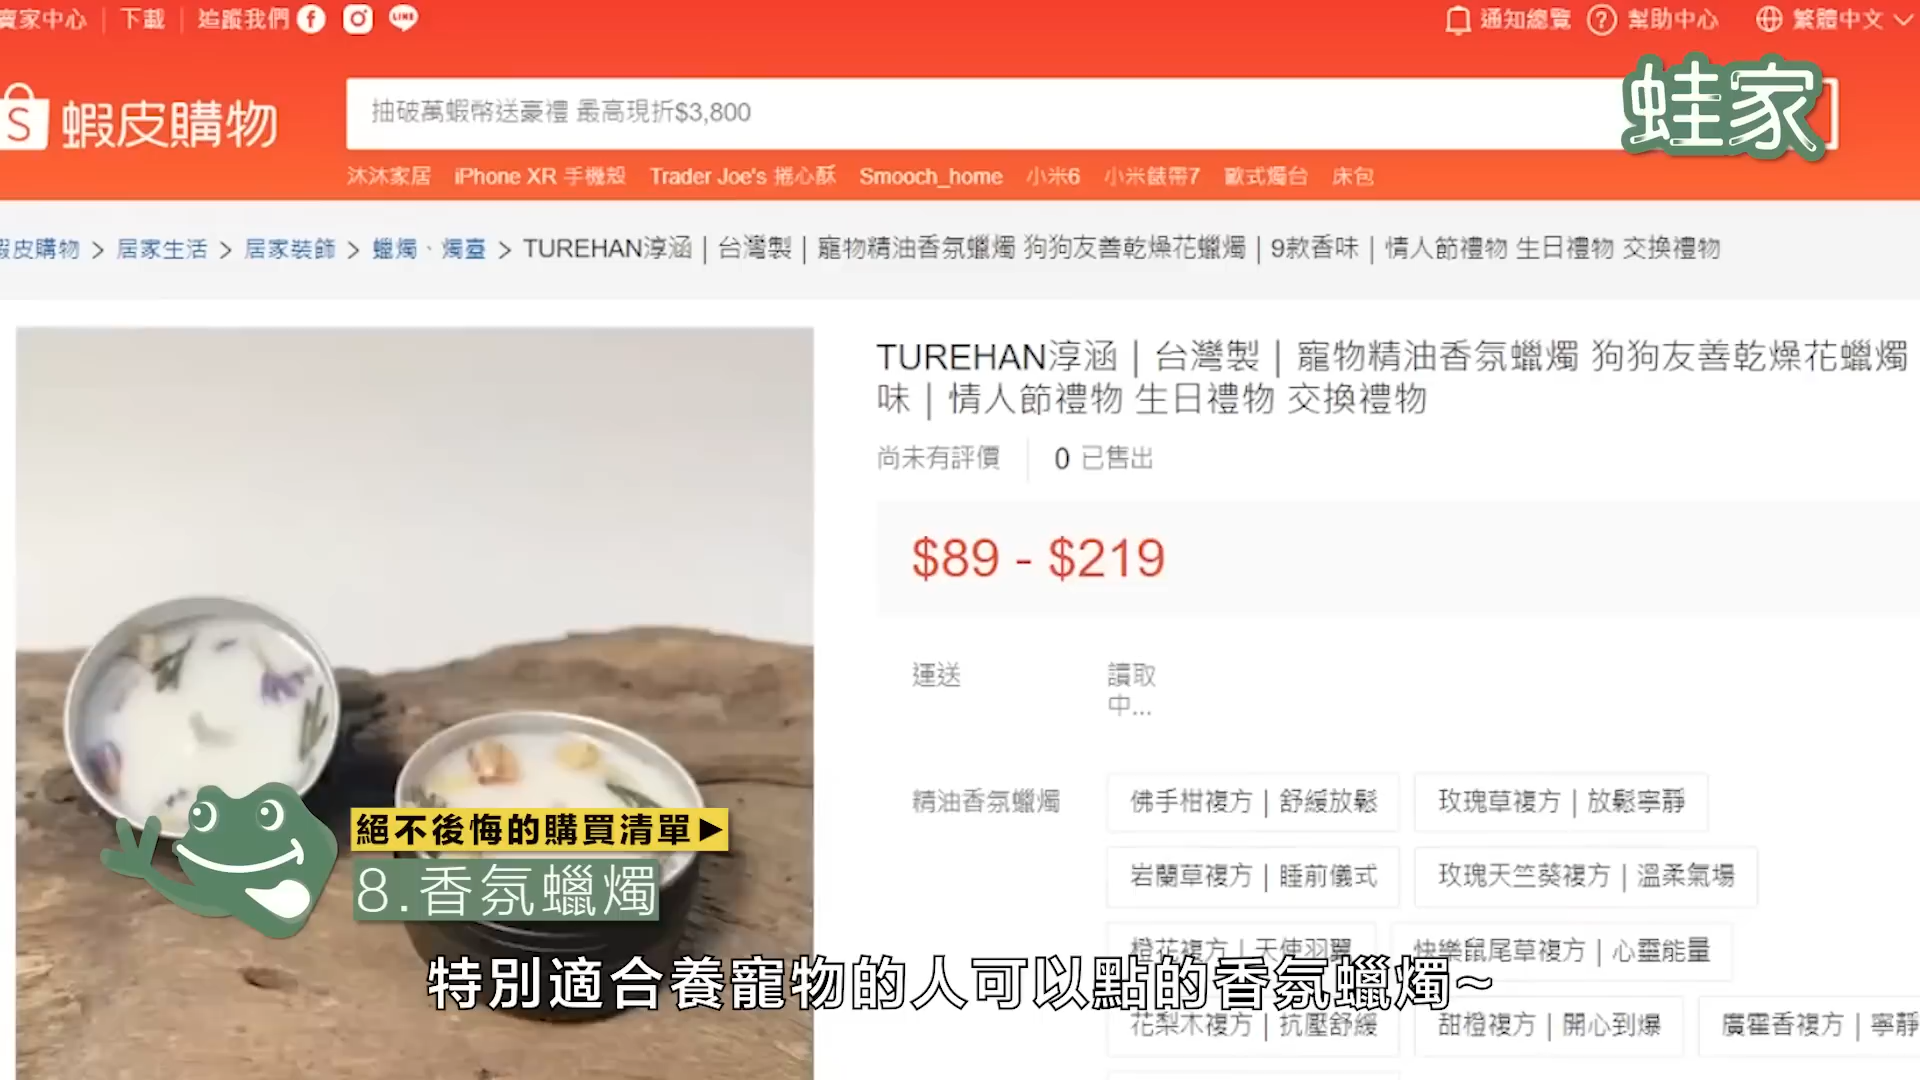 賣家中心 | 下載 | 追蹤我們
通知總覽 幫助中心 繁體中文
蝦皮購物
抽破萬蝦幣送豪禮 最高現折$3,800
蛙家
沐沐家居 iPhone XR 手機殼 Trader Joe's 捲心酥 Smooch_home 小米6 小米錶帶7 歐式燭台 床包
蝦皮購物 > 居家生活 > 居家裝飾 > 蠟燭、燭臺 > TUREHAN淳涵｜台灣製｜寵物精油香氛蠟燭 狗狗友善乾燥花蠟燭｜9款香味｜情人節禮物 生日禮物 交換禮物
TUREHAN淳涵｜台灣製｜寵物精油香氛蠟燭 狗狗友善乾燥花蠟燭
味｜情人節禮物 生日禮物 交換禮物
尚未有評價 0 已售出
$89 - $219
運送 讀取
中...
精油香氛蠟燭 佛手柑複方｜舒緩放鬆 玫瑰草複方｜放鬆寧靜
岩蘭草複方｜睡前儀式 玫瑰天竺葵複方｜溫柔氣場
橙花複方｜天使羽翼 快樂鼠尾草複方｜心靈能量
花梨木複方｜抗壓舒緩 甜橙複方｜開心到爆 廣藿香複方｜寧靜
絕不後悔的購買清單▶
8.香氛蠟燭
特別適合養寵物的人可以點的香氛蠟燭~